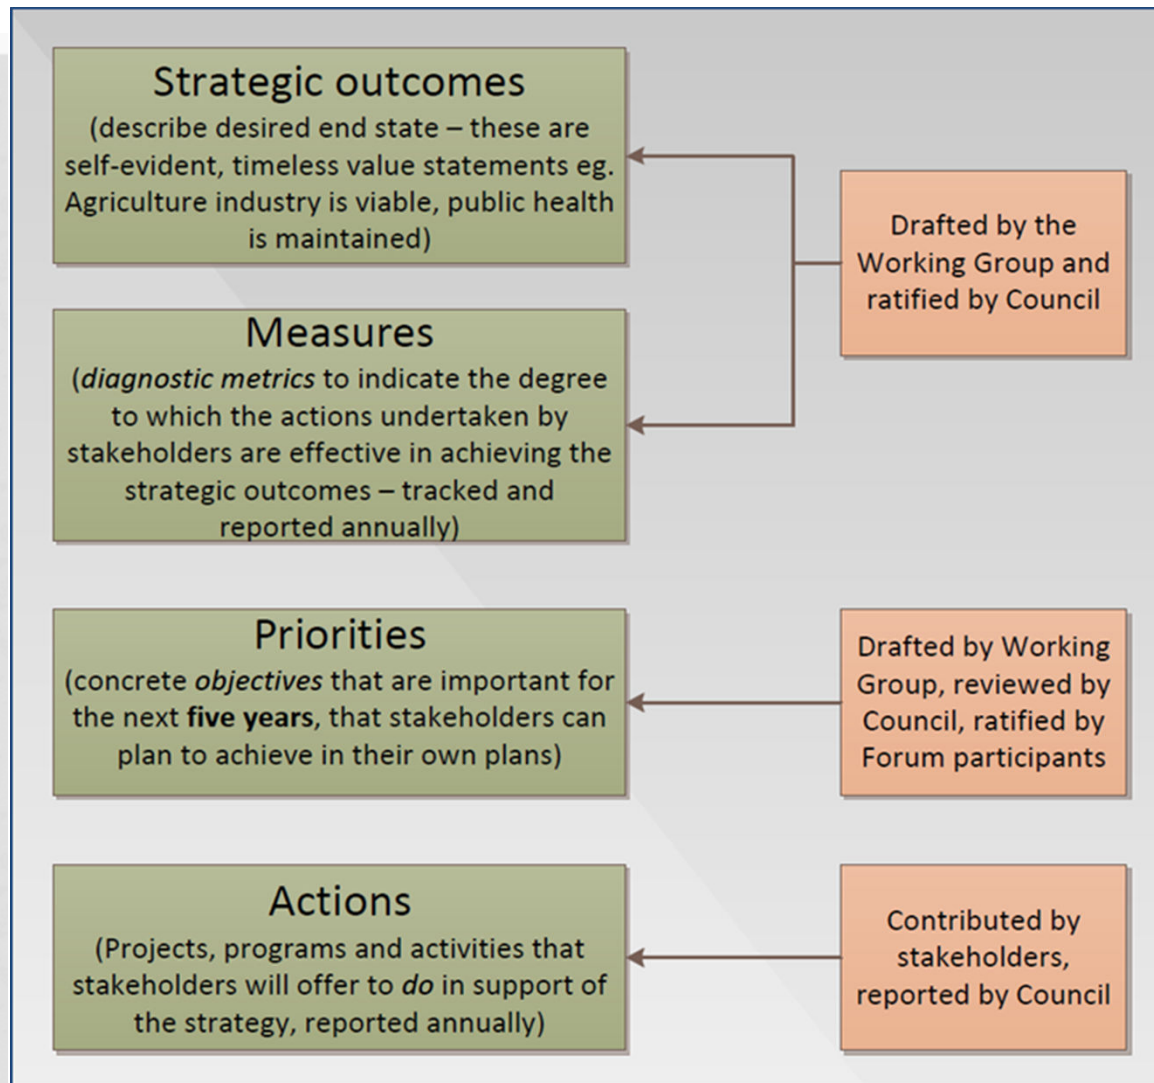 Strategic outcomes
(describe desired end state – these are
self-evident, timeless value statements eg.
Agriculture industry is viable, public health
is maintained)
Drafted by the
Working Group and
ratified by Council
Measures
(diagnostic metrics to indicate the degree
to which the actions undertaken by
stakeholders are effective in achieving the
strategic outcomes – tracked and
reported annually)
Priorities
(concrete objectives that are important for
the next five years, that stakeholders can
plan to achieve in their own plans)
Drafted by Working
Group, reviewed by
Council, ratified by
Forum participants
Actions
(Projects, programs and activities that
stakeholders will offer to do in support of
the strategy, reported annually)
Contributed by
stakeholders,
reported by Council